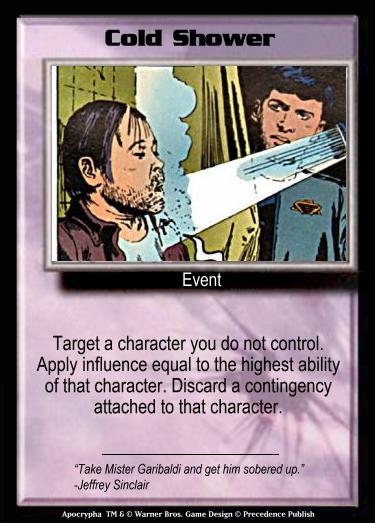 Cold Shower
Event
Target a character you do not control.
Apply influence equal to the highest ability
of that character. Discard a contingency
attached to that character.
“Take Mister Garibaldi and get him sobered up.”
-Jeffrey Sinclair
Apocrypha TM & © Warner Bros. Game Design © Precedence Publish